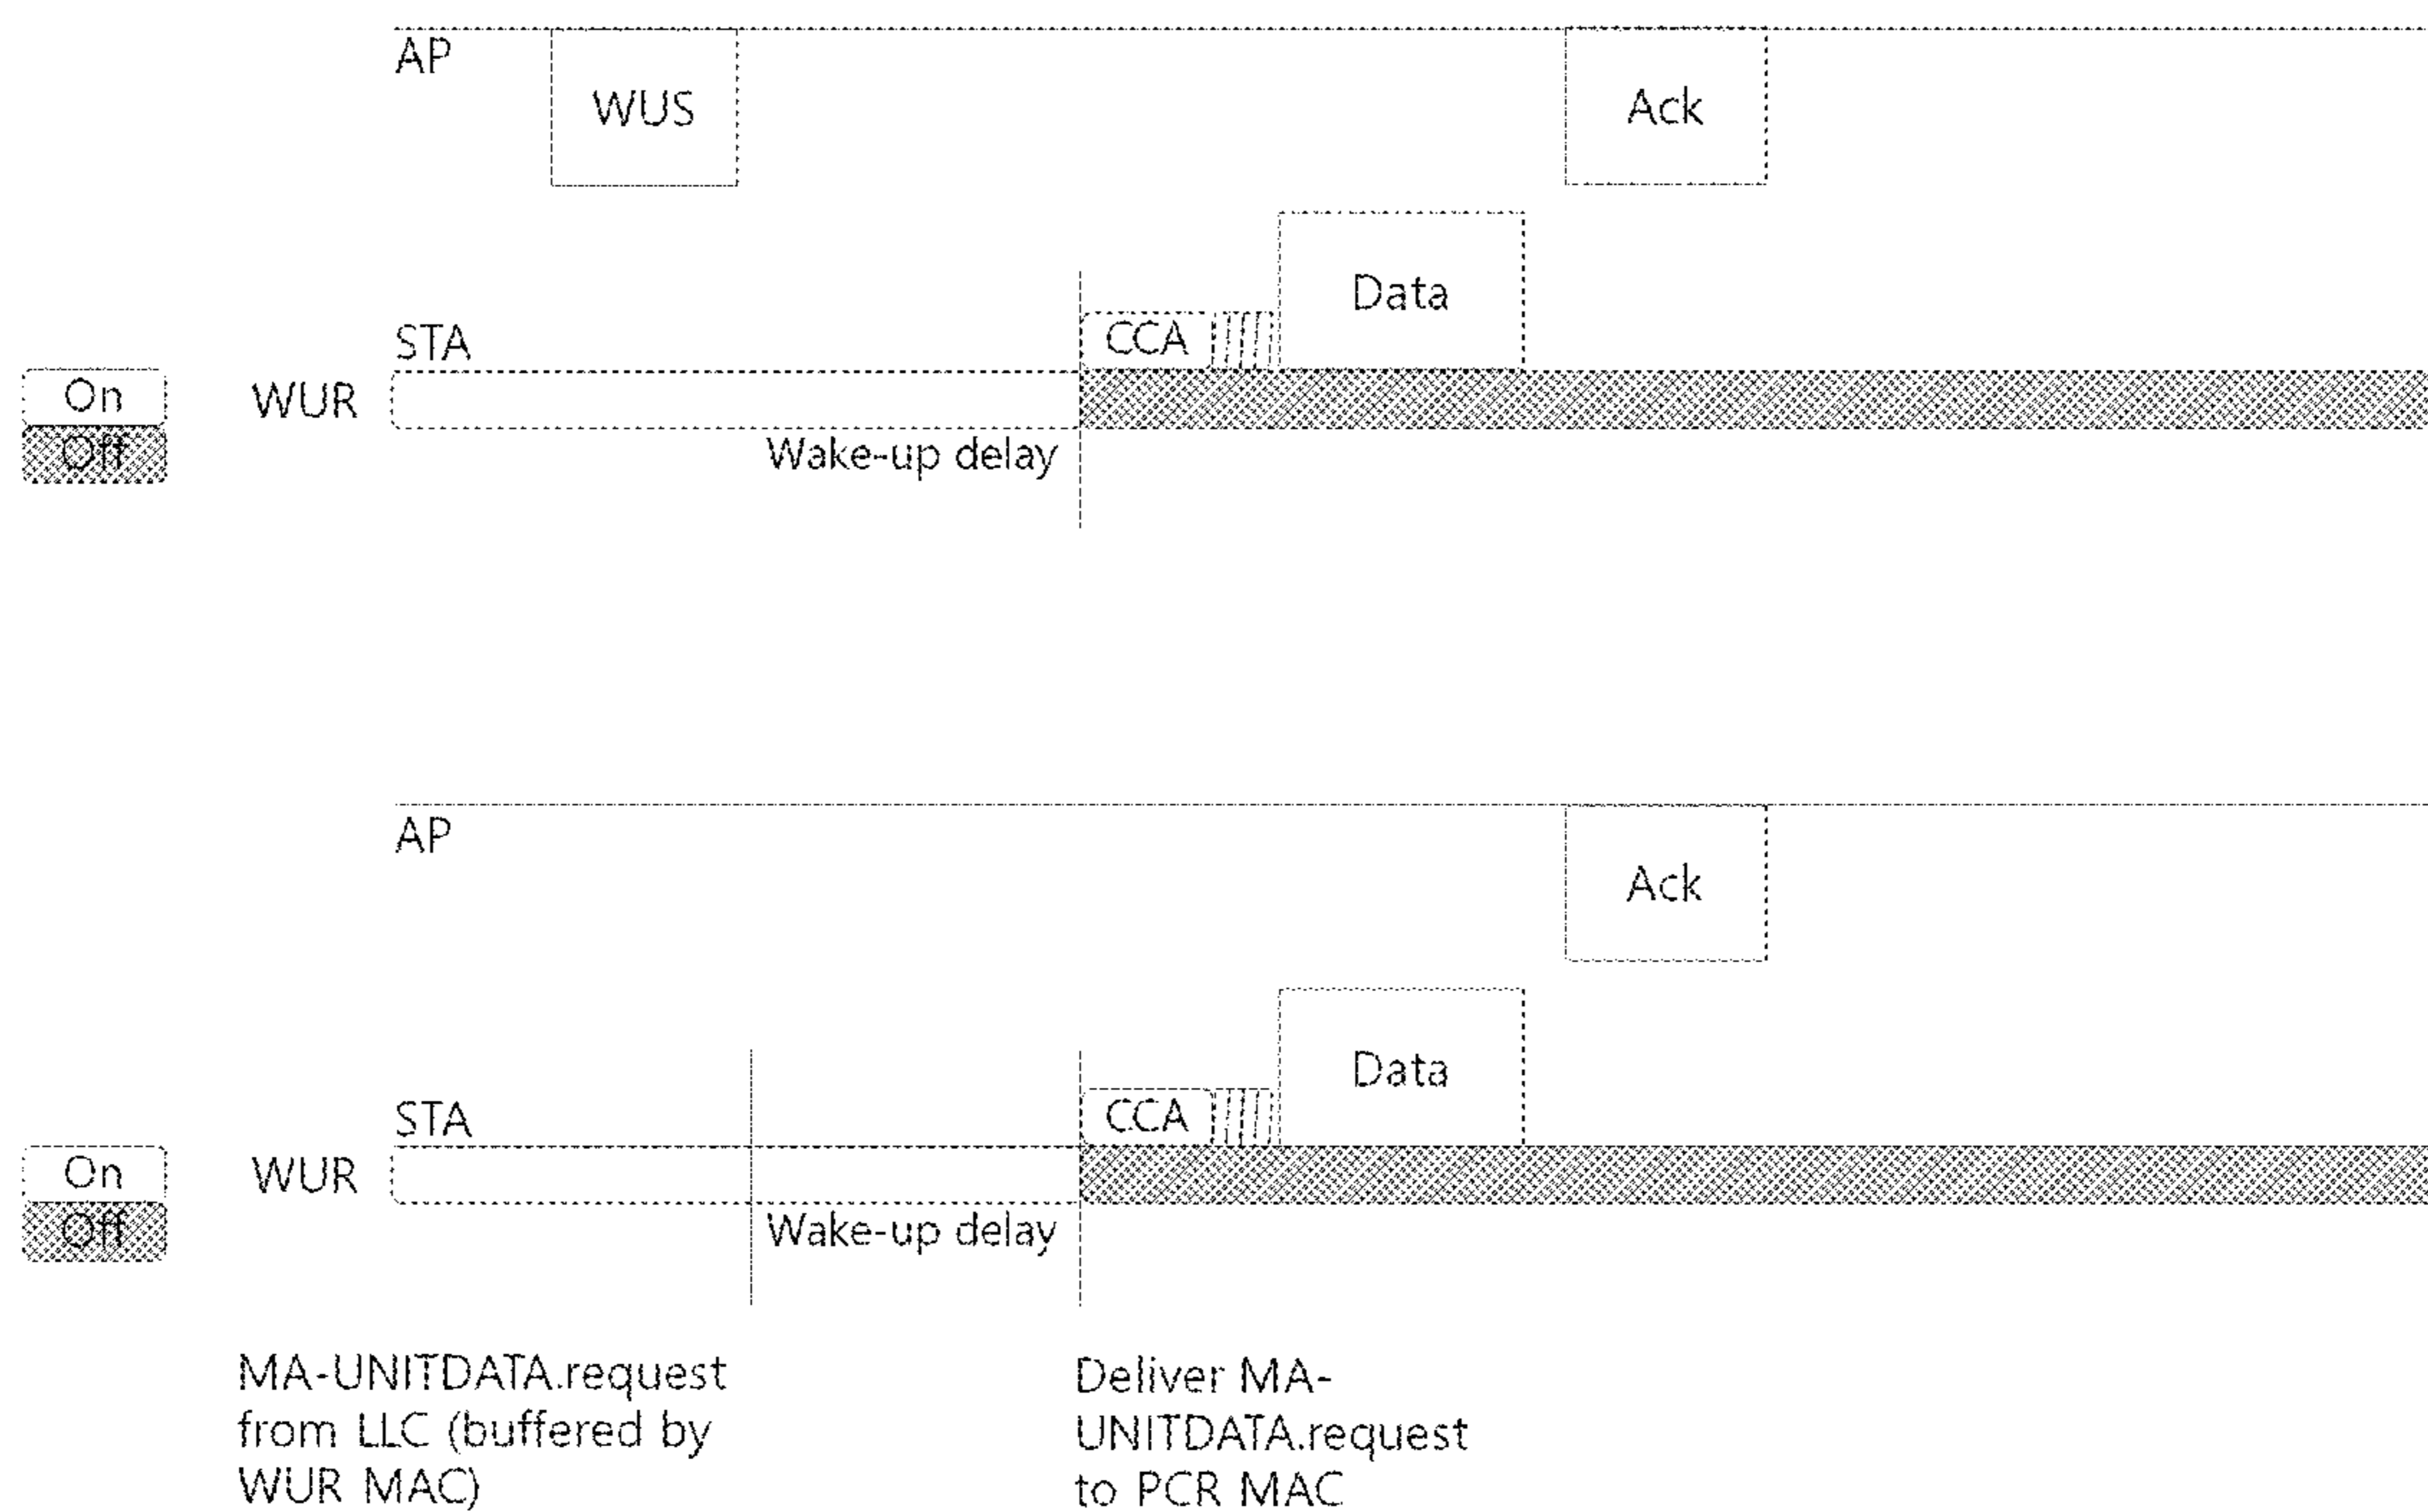 AP
WUS
Ack
Data
STA
CCA
On
WUR
Off
Wake-up delay
AP
Ack
Data
STA
CCA
On
WUR
Off
Wake-up delay
MA-UNITDATA.request
from LLC (buffered by
WUR MAC)
Deliver MA-
UNITDATA.request
to PCR MAC